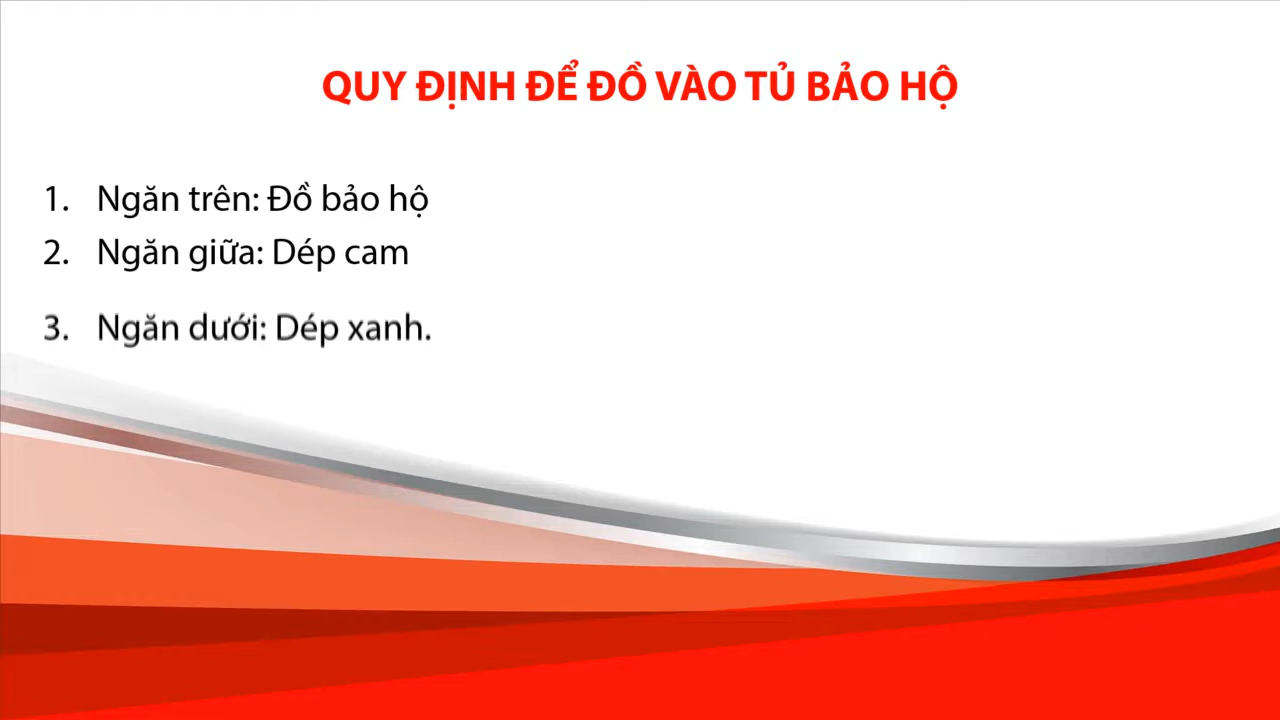 QUY ĐỊNH ĐỂ ĐỒ VÀO TỦ BẢO HỘ
1. Ngăn trên: Đồ bảo hộ
2. Ngăn giữa: Dép cam
3. Ngăn dưới: Dép xanh.